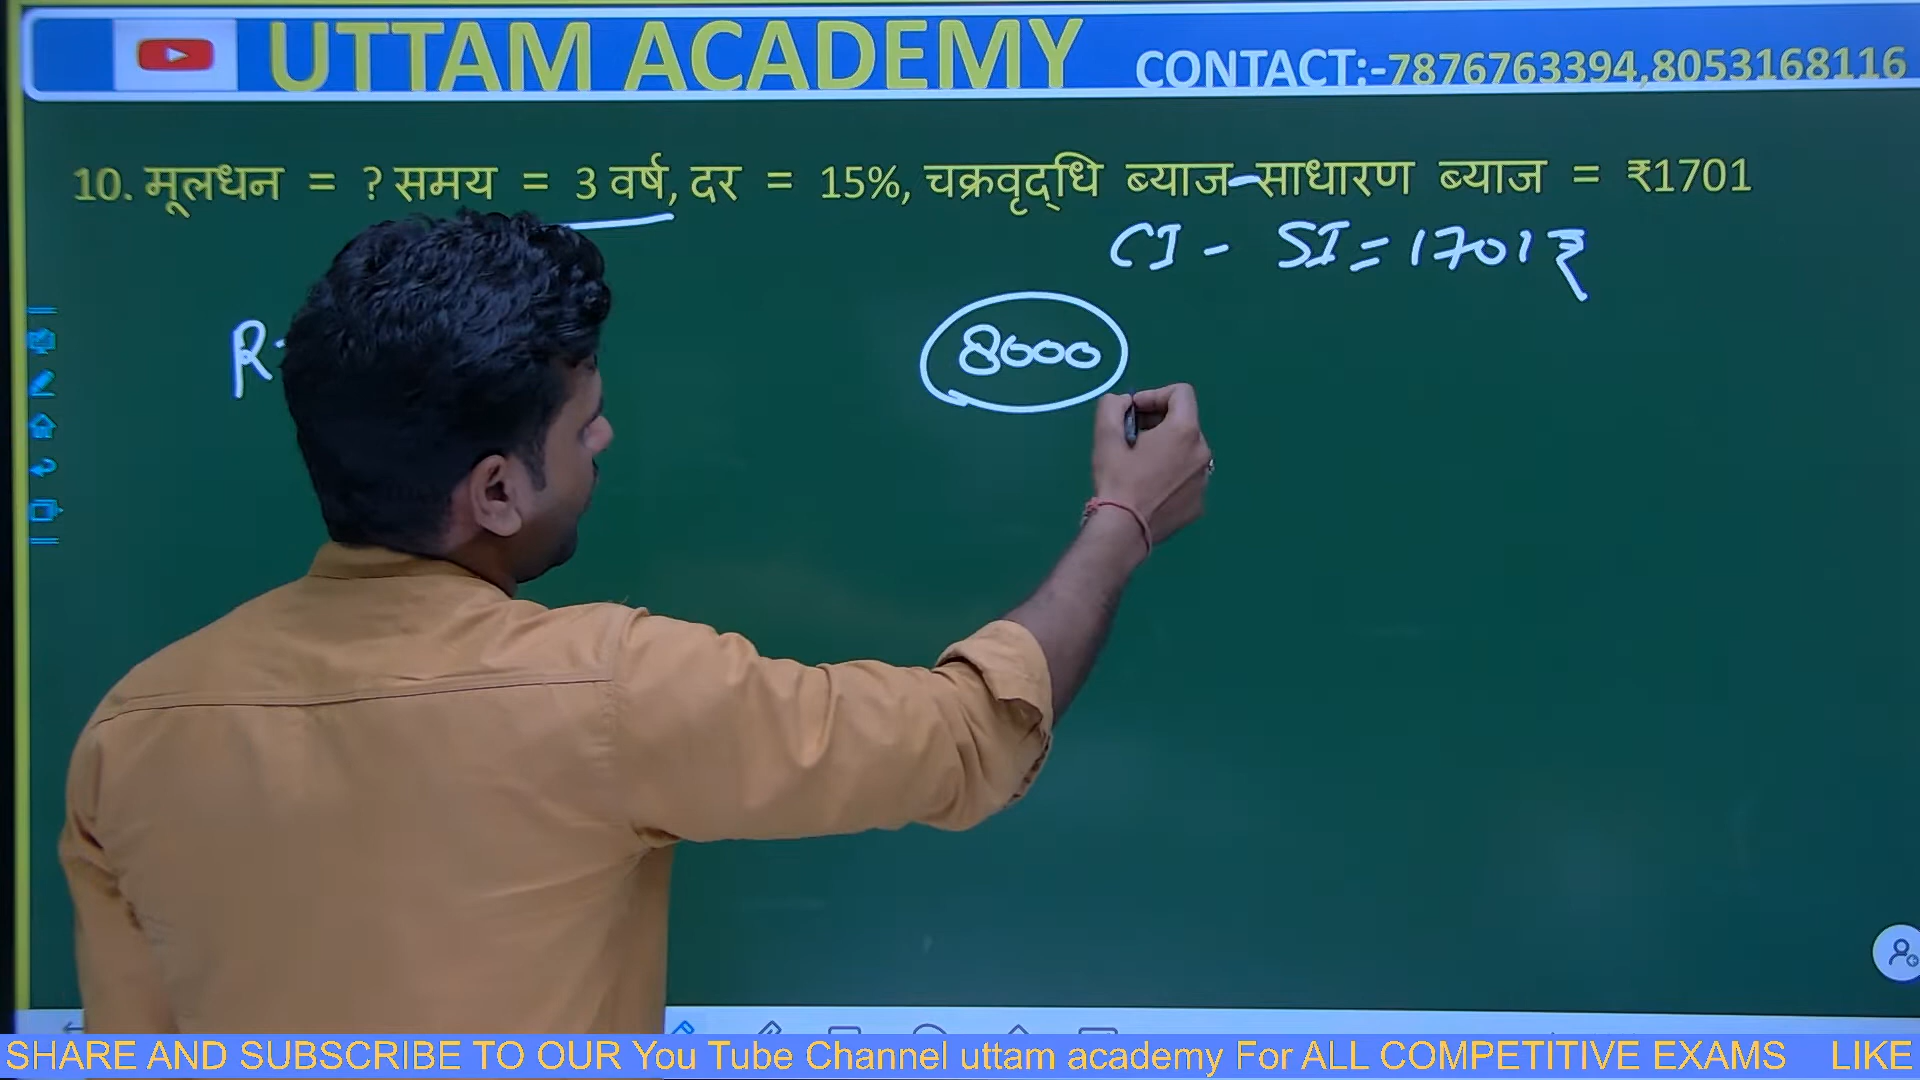 UTTAM ACADEMY CONTACT:-7876763394,8053168116
10. मूलधन = ? समय = 3 वर्ष, दर = 15%, चक्रवृद्धि ब्याज-साधारण ब्याज = ₹1701
CI - SI = 1701₹
R
8000
SHARE AND SUBSCRIBE TO OUR You Tube Channel uttam academy For ALL COMPETITIVE EXAMS LIKE